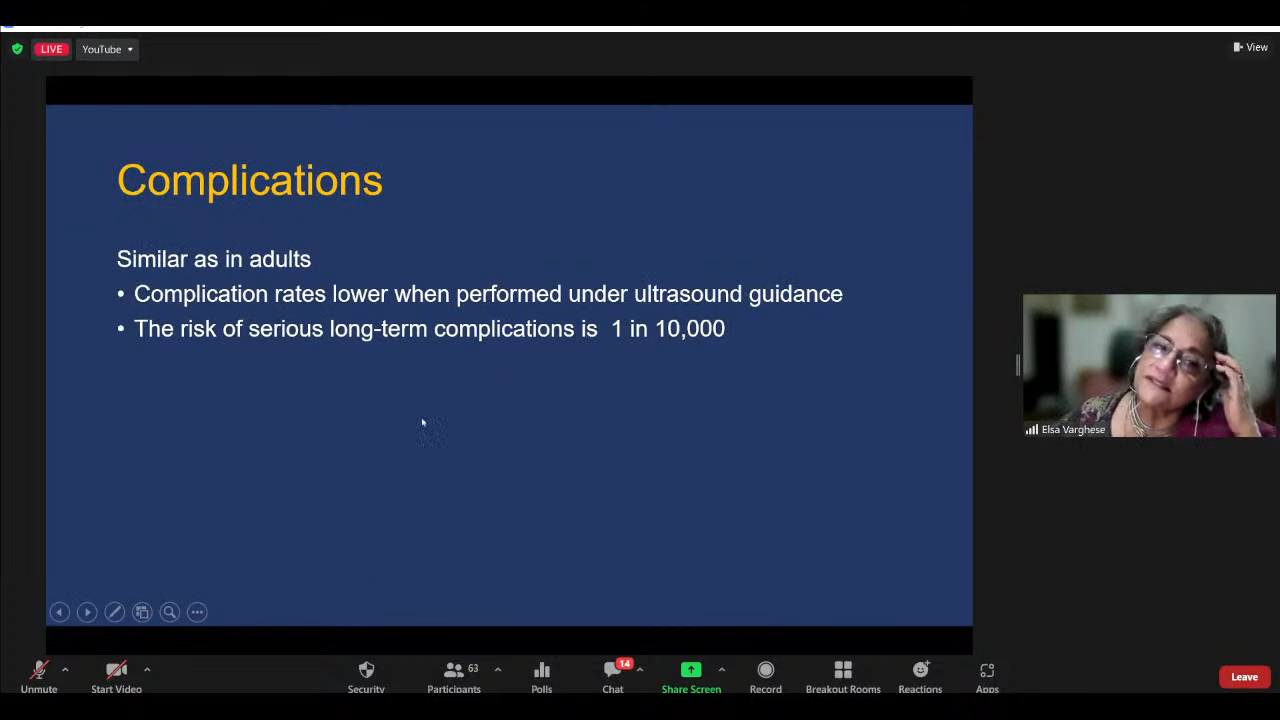 LIVE
YouTube
View
Complications
Similar as in adults
• Complication rates lower when performed under ultrasound guidance
• The risk of serious long-term complications is 1 in 10,000
Elsa Varghese
63
14
Unmute
Start Video
Security
Participants
Polls
Chat
Share Screen
Record
Breakout Rooms
Reactions
Apps
Leave